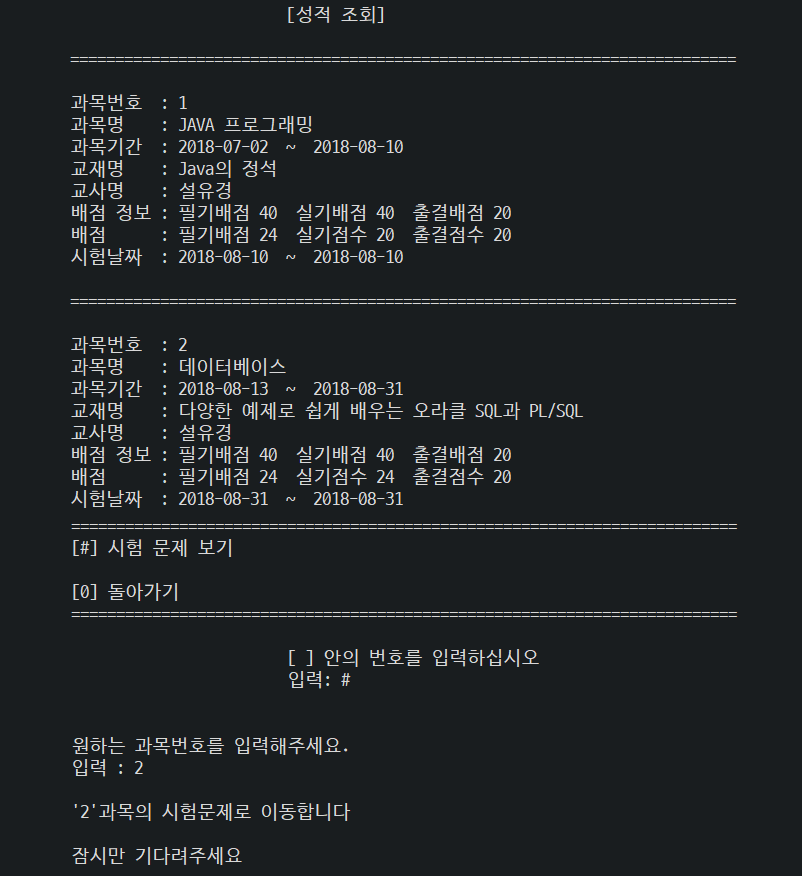 [성적 조회]
==========================================================================
과목번호  : 1
과목명    : JAVA 프로그래밍
과목기간  : 2018-07-02  ~  2018-08-10
교재명    : Java의 정석
교사명    : 설유경
배점 정보 : 필기배점 40  실기배점 40  출결배점 20
배점      : 필기배점 24  실기점수 20  출결점수 20
시험날짜  : 2018-08-10  ~  2018-08-10
==========================================================================
과목번호  : 2
과목명    : 데이터베이스
과목기간  : 2018-08-13  ~  2018-08-31
교재명    : 다양한 예제로 쉽게 배우는 오라클 SQL과 PL/SQL
교사명    : 설유경
배점 정보 : 필기배점 40  실기배점 40  출결배점 20
배점      : 필기배점 24  실기점수 24  출결점수 20
시험날짜  : 2018-08-31  ~  2018-08-31
==========================================================================
[#] 시험 문제 보기
[0] 돌아가기
==========================================================================
[ ] 안의 번호를 입력하십시오
입력: #
원하는 과목번호를 입력해주세요.
입력 : 2
'2'과목의 시험문제로 이동합니다
잠시만 기다려주세요